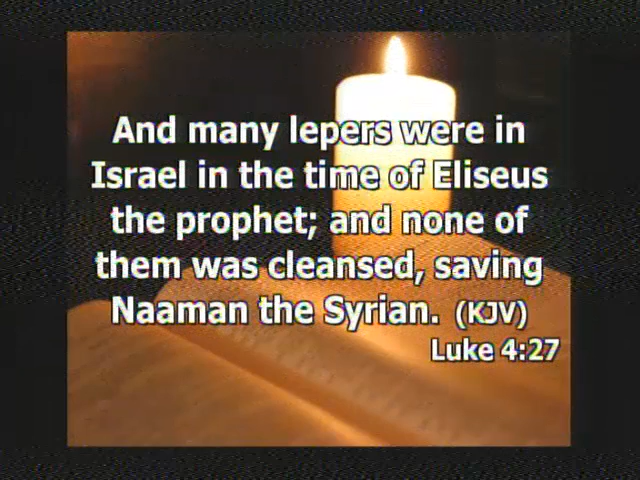 And many lepers were in
Israel in the time of Eliseus
the prophet; and none of
them was cleansed, saving
Naaman the Syrian. (KJV)
Luke 4:27